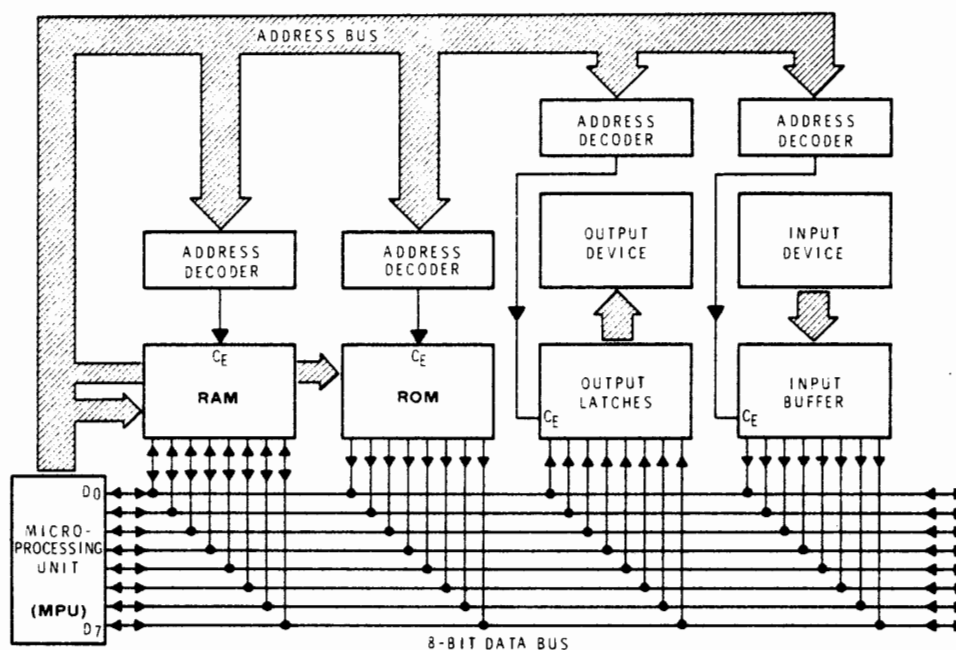 ADDRESS BUS
ADDRESS
DECODER
ADDRESS
DECODER
OUTPUT
DEVICE
INPUT
DEVICE
ADDRESS
DECODER
ADDRESS
DECODER
CE
RAM
CE
ROM
OUTPUT
LATCHES
CE
INPUT
BUFFER
CE
D0
MICRO-
PROCESSING
UNIT
(MPU)
D7
8-BIT DATA BUS